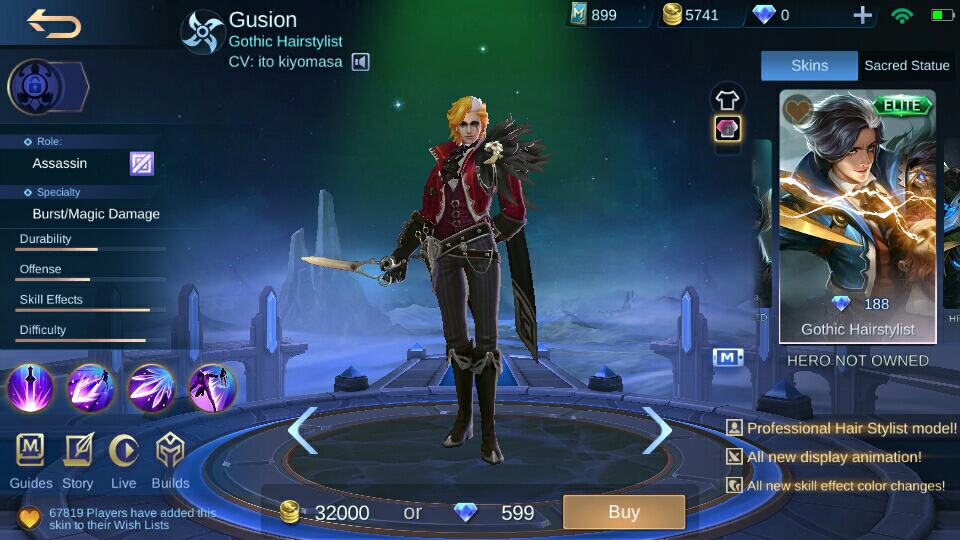 Gusion
Gothic Hairstylist
CV: ito kiyomasa
899
5741
0
Skins
Sacred Statue
ELITE
Role:
Assassin
Specialty
Burst/Magic Damage
Durability
Offense
Skill Effects
Difficulty
188
Gothic Hairstylist
M
HERO NOT OWNED
Professional Hair Stylist model!
All new display animation!
All new skill effect color changes!
Guides
Story
Live
Builds
67819 Players have added this
skin to their Wish Lists
32000 or 599
Buy